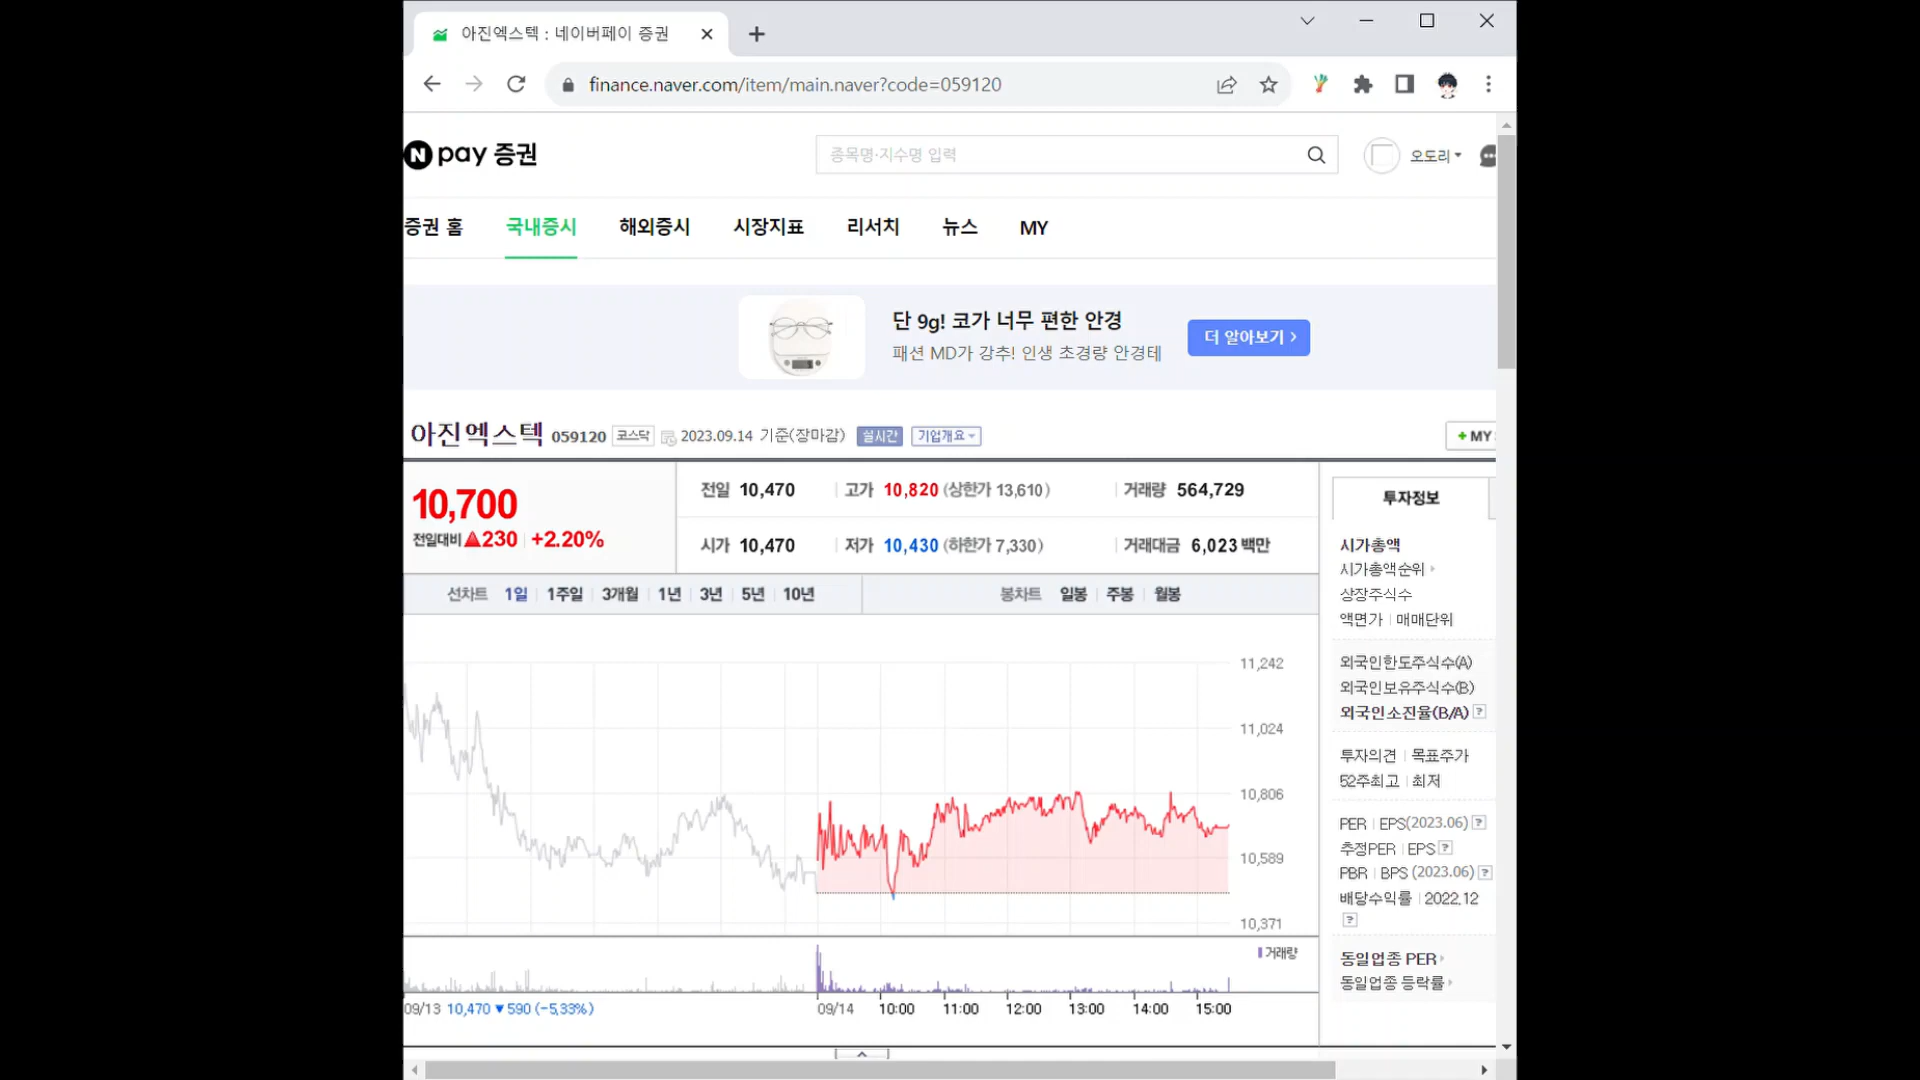 아진엑스텍 : 네이버페이 증권
finance.naver.com/item/main.naver?code=059120
N pay 증권
종목명·지수명 입력
오토리
증권 홈 국내증시 해외증시 시장지표 리서치 뉴스 MY
단 9g! 코가 너무 편한 안경
패션 MD가 강추! 인생 초경량 안경테
더 알아보기
아진엑스텍 059120 코스닥 2023.09.14 기준(장마감) 실시간 기업개요
+ MY
10,700
전일대비 ▲230 +2.20%
전일 10,470 고가 10,820 (상한가 13,610) 거래량 564,729
시가 10,470 저가 10,430 (하한가 7,330) 거래대금 6,023 백만
선차트 1일 1주일 3개월 1년 3년 5년 10년 봉차트 일봉 주봉 월봉
11,242
11,024
10,806
10,589
10,371
거래량
09/13 10,470 ▼590 (-5.33%)
09/14 10:00 11:00 12:00 13:00 14:00 15:00
투자정보
시가총액
시가총액순위
상장주식수
액면가 매매단위
외국인한도주식수(A)
외국인보유주식수(B)
외국인소진율(B/A) ?
투자의견 목표주가
52주최고 최저
PER EPS(2023.06) ?
추정PER EPS ?
PBR BPS (2023.06) ?
배당수익률 2022.12
?
동일업종 PER
동일업종 등락률